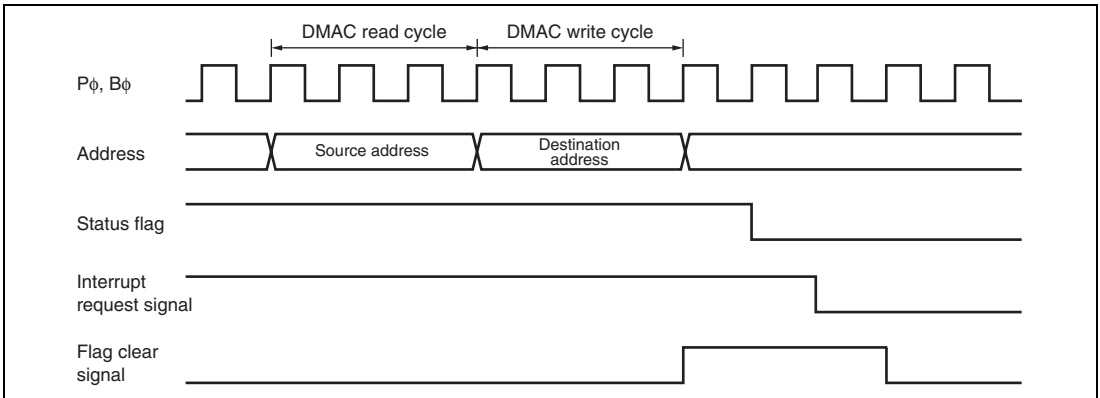 DMAC read cycle DMAC write cycle
Pϕ, Bϕ
Address Source address Destination
address
Status flag
Interrupt
request signal
Flag clear
signal